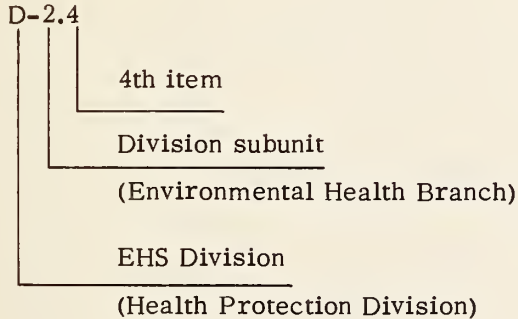 D-2.4
4th item
Division subunit
(Environmental Health Branch)
EHS Division
(Health Protection Division)